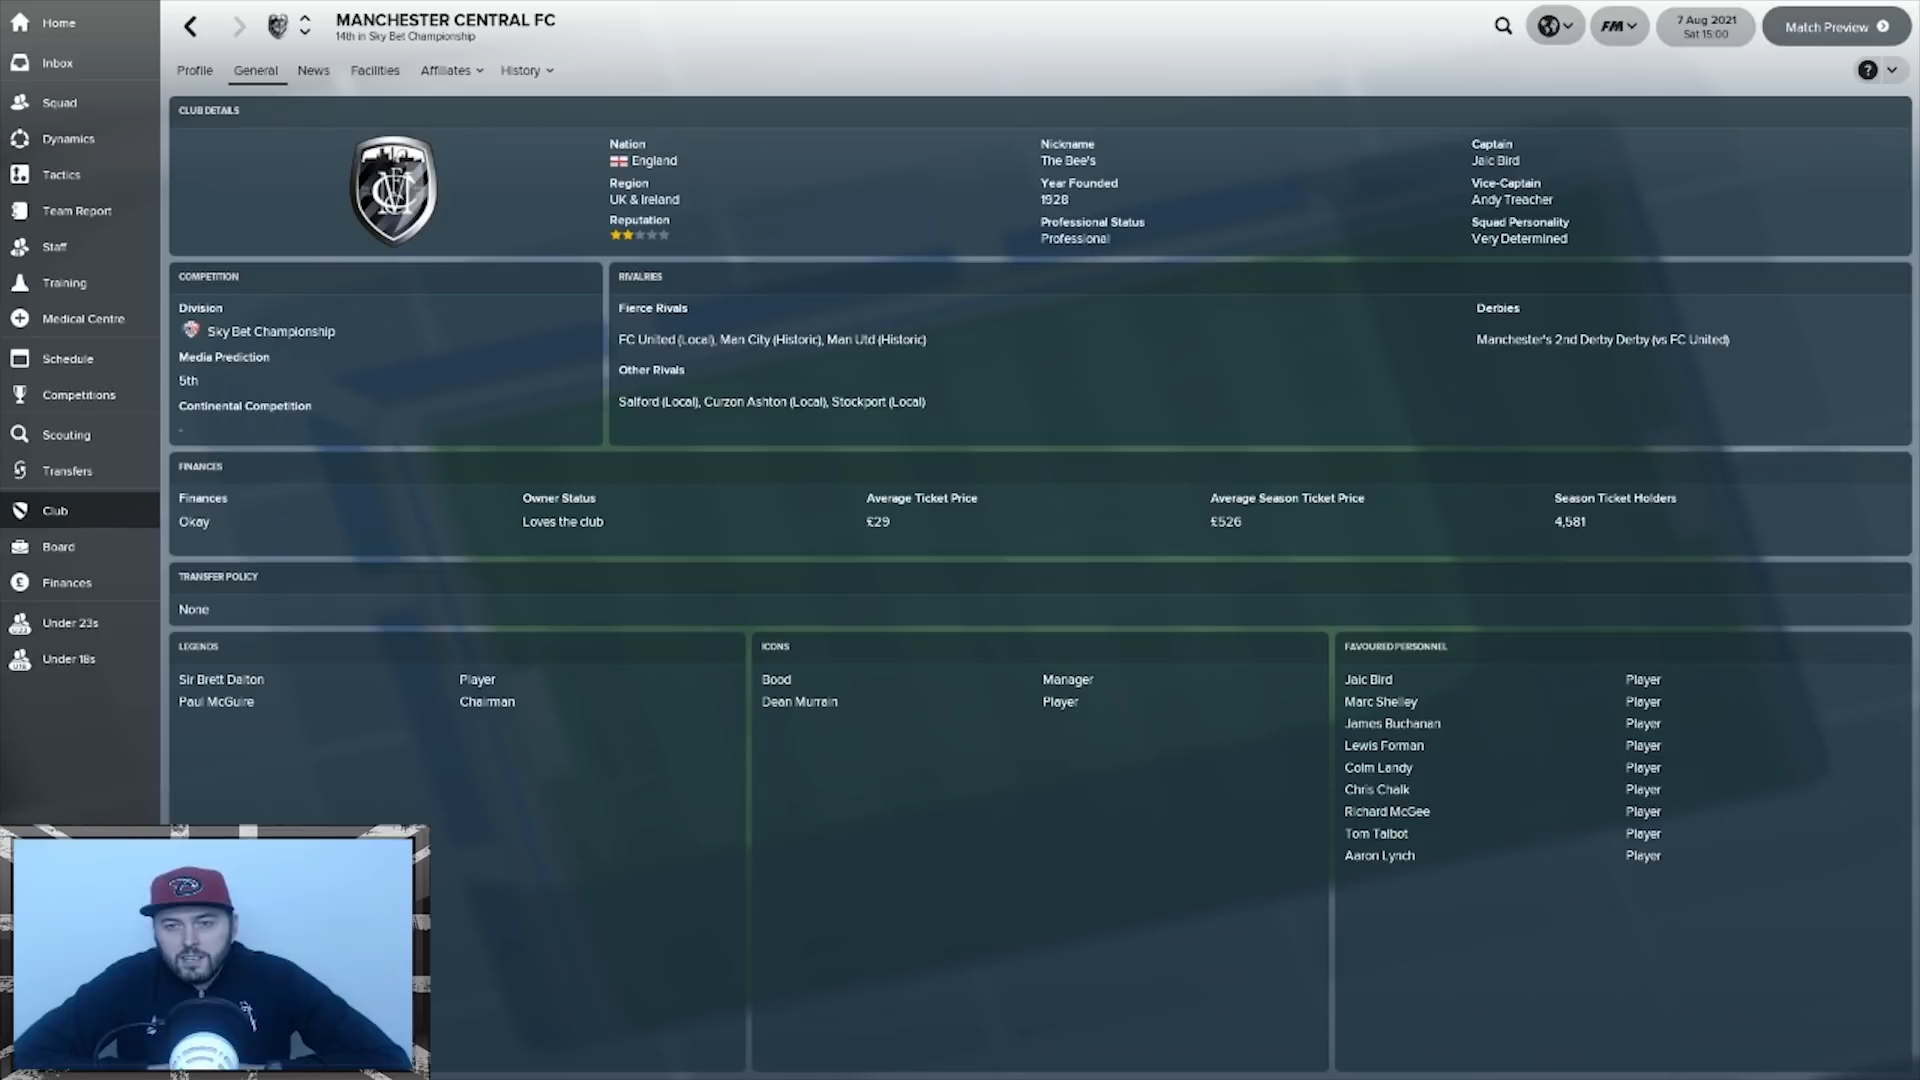 Home
Inbox
Squad
Dynamics
Tactics
Team Report
Staff
Training
Medical Centre
Schedule
Competitions
Scouting
Transfers
Club
Board
Finances
Under 23s
Under 18s
MANCHESTER CENTRAL FC
14th in Sky Bet Championship
FM
7 Aug 2021
Sat 15:00
Match Preview
Profile General News Facilities Affiliates History
?
CLUB DETAILS
Nation
England
Region
UK & Ireland
Reputation
Nickname
The Bee's
Year Founded
1928
Professional Status
Professional
Captain
Jaic Bird
Vice-Captain
Andy Treacher
Squad Personality
Very Determined
COMPETITION
Division
Sky Bet Championship
Media Prediction
5th
Continental Competition
-
RIVALRIES
Fierce Rivals
FC United (Local), Man City (Historic), Man Utd (Historic)
Other Rivals
Salford (Local), Curzon Ashton (Local), Stockport (Local)
Derbies
Manchester's 2nd Derby Derby (vs FC United)
FINANCES
Finances
Okay
Owner Status
Loves the club
Average Ticket Price
£29
Average Season Ticket Price
£526
Season Ticket Holders
4,581
TRANSFER POLICY
None
LEGENDS
Sir Brett Dalton Player
Paul McGuire Chairman
ICONS
Bood Manager
Dean Murrain Player
FAVOURED PERSONNEL
Jaic Bird Player
Marc Shelley Player
James Buchanan Player
Lewis Forman Player
Colm Landy Player
Chris Chalk Player
Richard McGee Player
Tom Talbot Player
Aaron Lynch Player